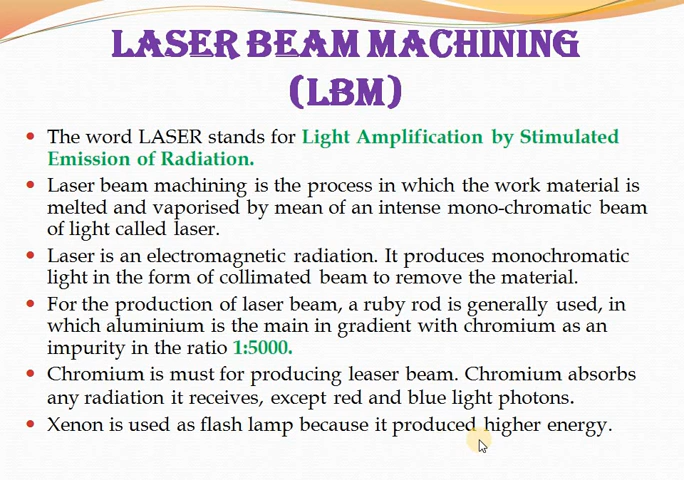 LASER BEAM MACHINING
(LBM)
The word LASER stands for Light Amplification by Stimulated
Emission of Radiation.
Laser beam machining is the process in which the work material is
melted and vaporised by mean of an intense mono-chromatic beam
of light called laser.
Laser is an electromagnetic radiation. It produces monochromatic
light in the form of collimated beam to remove the material.
For the production of laser beam, a ruby rod is generally used, in
which aluminium is the main in gradient with chromium as an
impurity in the ratio 1:5000.
Chromium is must for producing leaser beam. Chromium absorbs
any radiation it receives, except red and blue light photons.
Xenon is used as flash lamp because it produced higher energy.